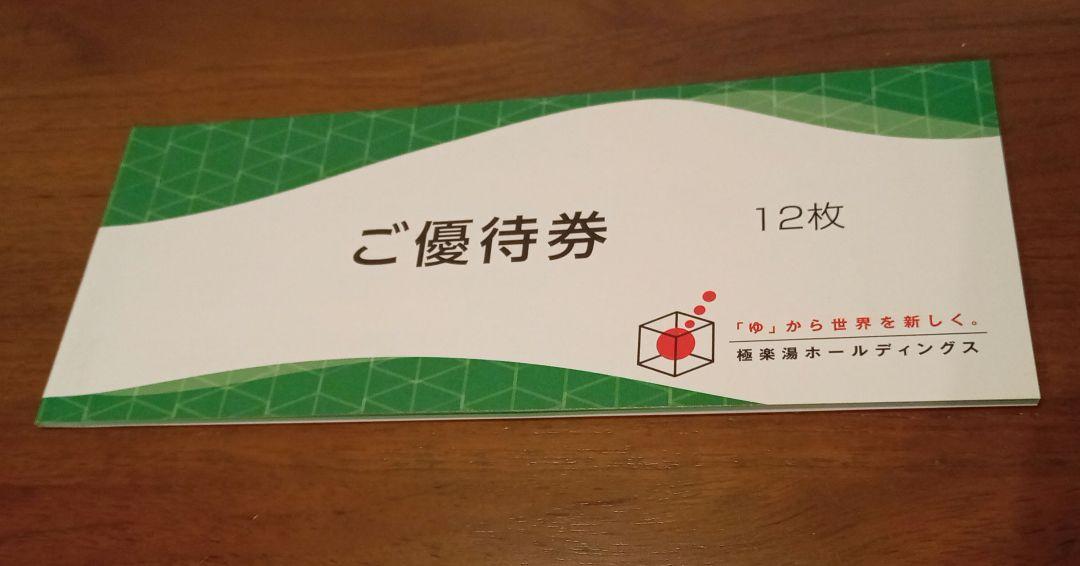 ご優待券
12枚
「ゆ」から世界を新しく。
極楽湯ホールディングス